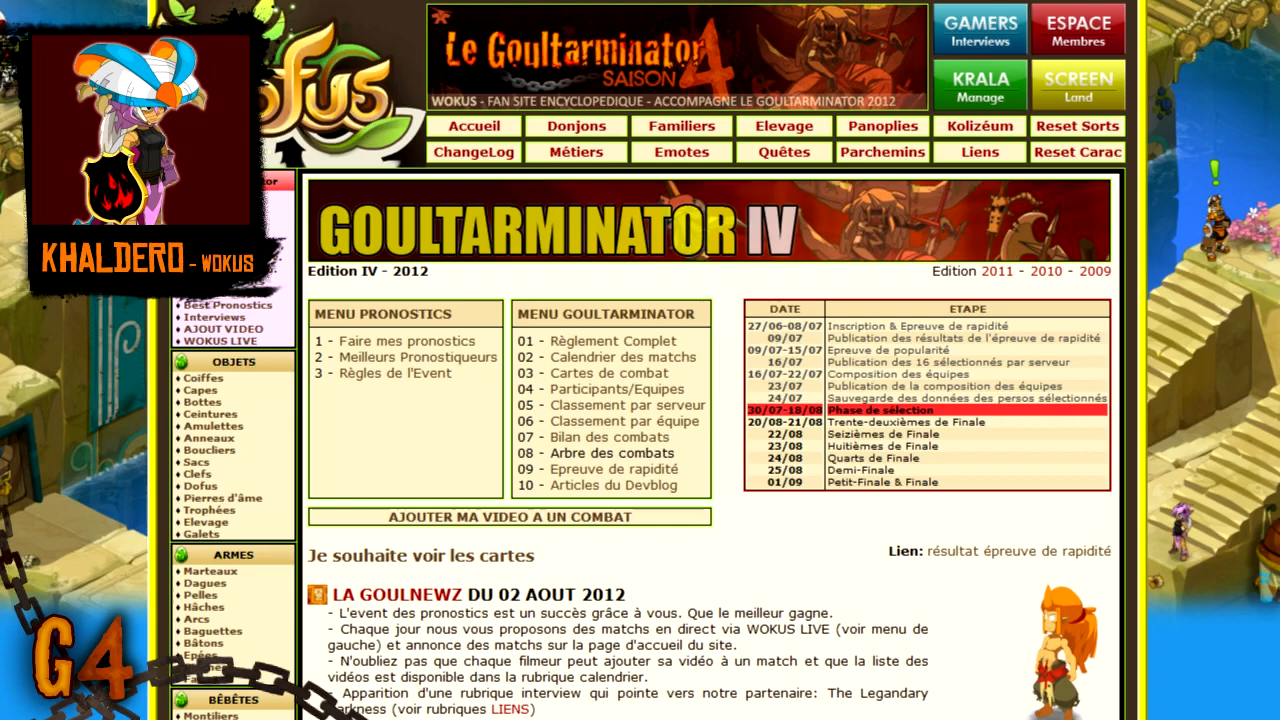 Le Goultarminator
SAISON 4
WOKUS - FAN SITE ENCYCLOPEDIQUE - ACCOMPAGNE LE GOULTARMINATOR 2012
GAMERS
Interviews
ESPACE
Membres
KRALA
Manage
SCREEN
Land
Accueil
Donjons
Familiers
Elevage
Panoplies
Kolizéum
Reset Sorts
ChangeLog
Métiers
Emotes
Quêtes
Parchemins
Liens
Reset Carac
KHALDERO - WOKUS
♦ Best Pronostics
♦ Interviews
♦ AJOUT VIDEO
♦ WOKUS LIVE
OBJETS
♦ Coiffes
♦ Capes
♦ Bottes
♦ Ceintures
♦ Amulettes
♦ Anneaux
♦ Boucliers
♦ Sacs
♦ Clefs
♦ Dofus
♦ Pierres d'âme
♦ Trophées
♦ Elevage
♦ Galets
ARMES
♦ Marteaux
♦ Dagues
♦ Pelles
♦ Hâches
♦ Arcs
♦ Baguettes
♦ Bâtons
♦ Epées
BÊBÊTES
♦ Montiliers
G4
GOULTARMINATOR IV
Edition IV - 2012
Edition 2011 - 2010 - 2009
MENU PRONOSTICS
1 - Faire mes pronostics
2 - Meilleurs Pronostiqueurs
3 - Règles de l'Event
MENU GOULTARMINATOR
01 - Règlement Complet
02 - Calendrier des matchs
03 - Cartes de combat
04 - Participants/Equipes
05 - Classement par serveur
06 - Classement par équipe
07 - Bilan des combats
08 - Arbre des combats
09 - Epreuve de rapidité
10 - Articles du Devblog
DATE ETAPE
27/06-08/07 Inscription & Epreuve de rapidité
09/07 Publication des résultats de l'épreuve de rapidité
09/07-15/07 Epreuve de popularité
16/07 Publication des 16 sélectionnés par serveur
16/07-22/07 Composition des équipes
23/07 Publication de la composition des équipes
24/07 Sauvegarde des données des persos sélectionnés
30/07-18/08 Phase de sélection
20/08-21/08 Trente-deuxièmes de Finale
22/08 Seizièmes de Finale
23/08 Huitièmes de Finale
24/08 Quarts de Finale
25/08 Demi-Finale
01/09 Petit-Finale & Finale
AJOUTER MA VIDEO A UN COMBAT
Je souhaite voir les cartes
Lien: résultat épreuve de rapidité
LA GOULNEWZ DU 02 AOUT 2012
- L'event des pronostics est un succès grâce à vous. Que le meilleur gagne.
- Chaque jour nous vous proposons des matchs en direct via WOKUS LIVE (voir menu de
gauche) et annonce des matchs sur la page d'accueil du site.
- N'oubliez pas que chaque filmeur peut ajouter sa vidéo à un match et que la liste des
vidéos est disponible dans la rubrique calendrier.
- Apparition d'une rubrique interview qui pointe vers notre partenaire: The Legendary
arkness (voir rubriques LIENS)